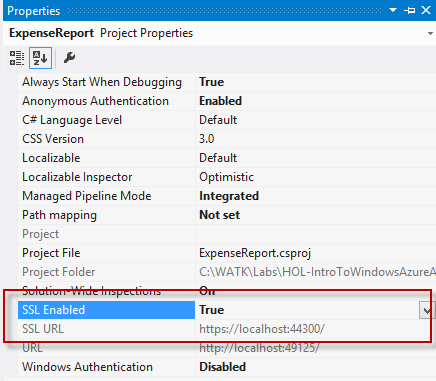 Properties
ExpenseReport Project Properties
Always Start When Debugging True
Anonymous Authentication Enabled
C# Language Level Default
CSS Version 3.0
Localizable Default
Localizable Inspector Optimistic
Managed Pipeline Mode Integrated
Path mapping Not set
Project
Project File ExpenseReport.csproj
Project Folder C:\WATK\Labs\HOL-IntroToWindowsAzureA
Solution-Wide Inspections On
SSL Enabled True
SSL URL https://localhost:44300/
URL http://localhost:49125/
Windows Authentication Disabled